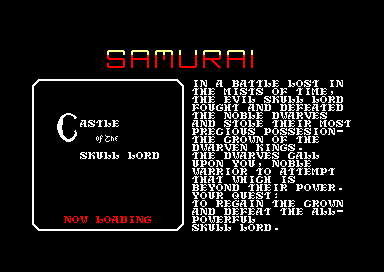 SAMURAI
CASTLE
OF THE
SKULL LORD
NOW LOADING
IN A BATTLE LOST IN
THE MISTS OF TIME,
THE EVIL SKULL LORD
FOUGHT AND DEFEATED
THE NOBLE DWARVES
AND STOLE THEIR MOST
PRECIOUS POSSESION-
THE CROWN OF THE
DWARVEN KINGS.
THE DWARVES CALL
UPON YOU, NOBLE
WARRIOR TO ATTEMPT
THAT WHICH IS
BEYOND THEIR POWER.
YOUR QUEST:
TO REGAIN THE CROWN
AND DEFEAT THE ALL-
POWERFUL
SKULL LORD.